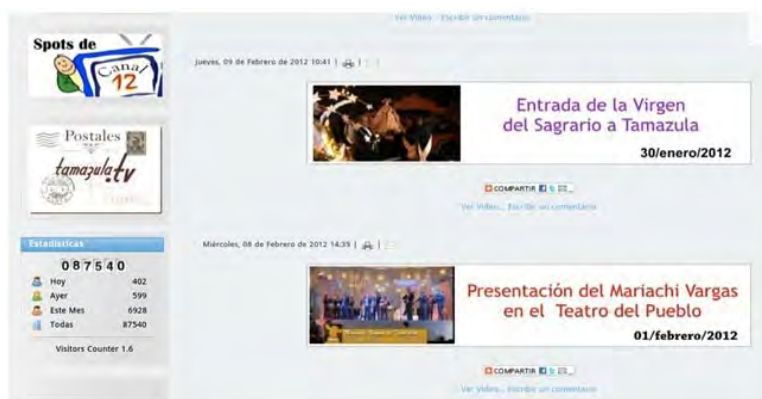 Ver Video... Escribir un comentario
Spots de
Canal
12
Jueves, 09 de Febrero de 2012 10:41 |
Entrada de la Virgen
del Sagrario a Tamazula
30/enero/2012
COMPARTIR
Ver Video... Escribir un comentario
Postales
tamazula.tv
Estadísticas
087540
Hoy 402
Ayer 599
Este Mes 6928
Todas 87540
Visitors Counter 1.6
Miércoles, 08 de Febrero de 2012 14:35 |
Presentación del Mariachi Vargas
en el Teatro del Pueblo
01/febrero/2012
COMPARTIR
Ver Video... Escribir un comentario